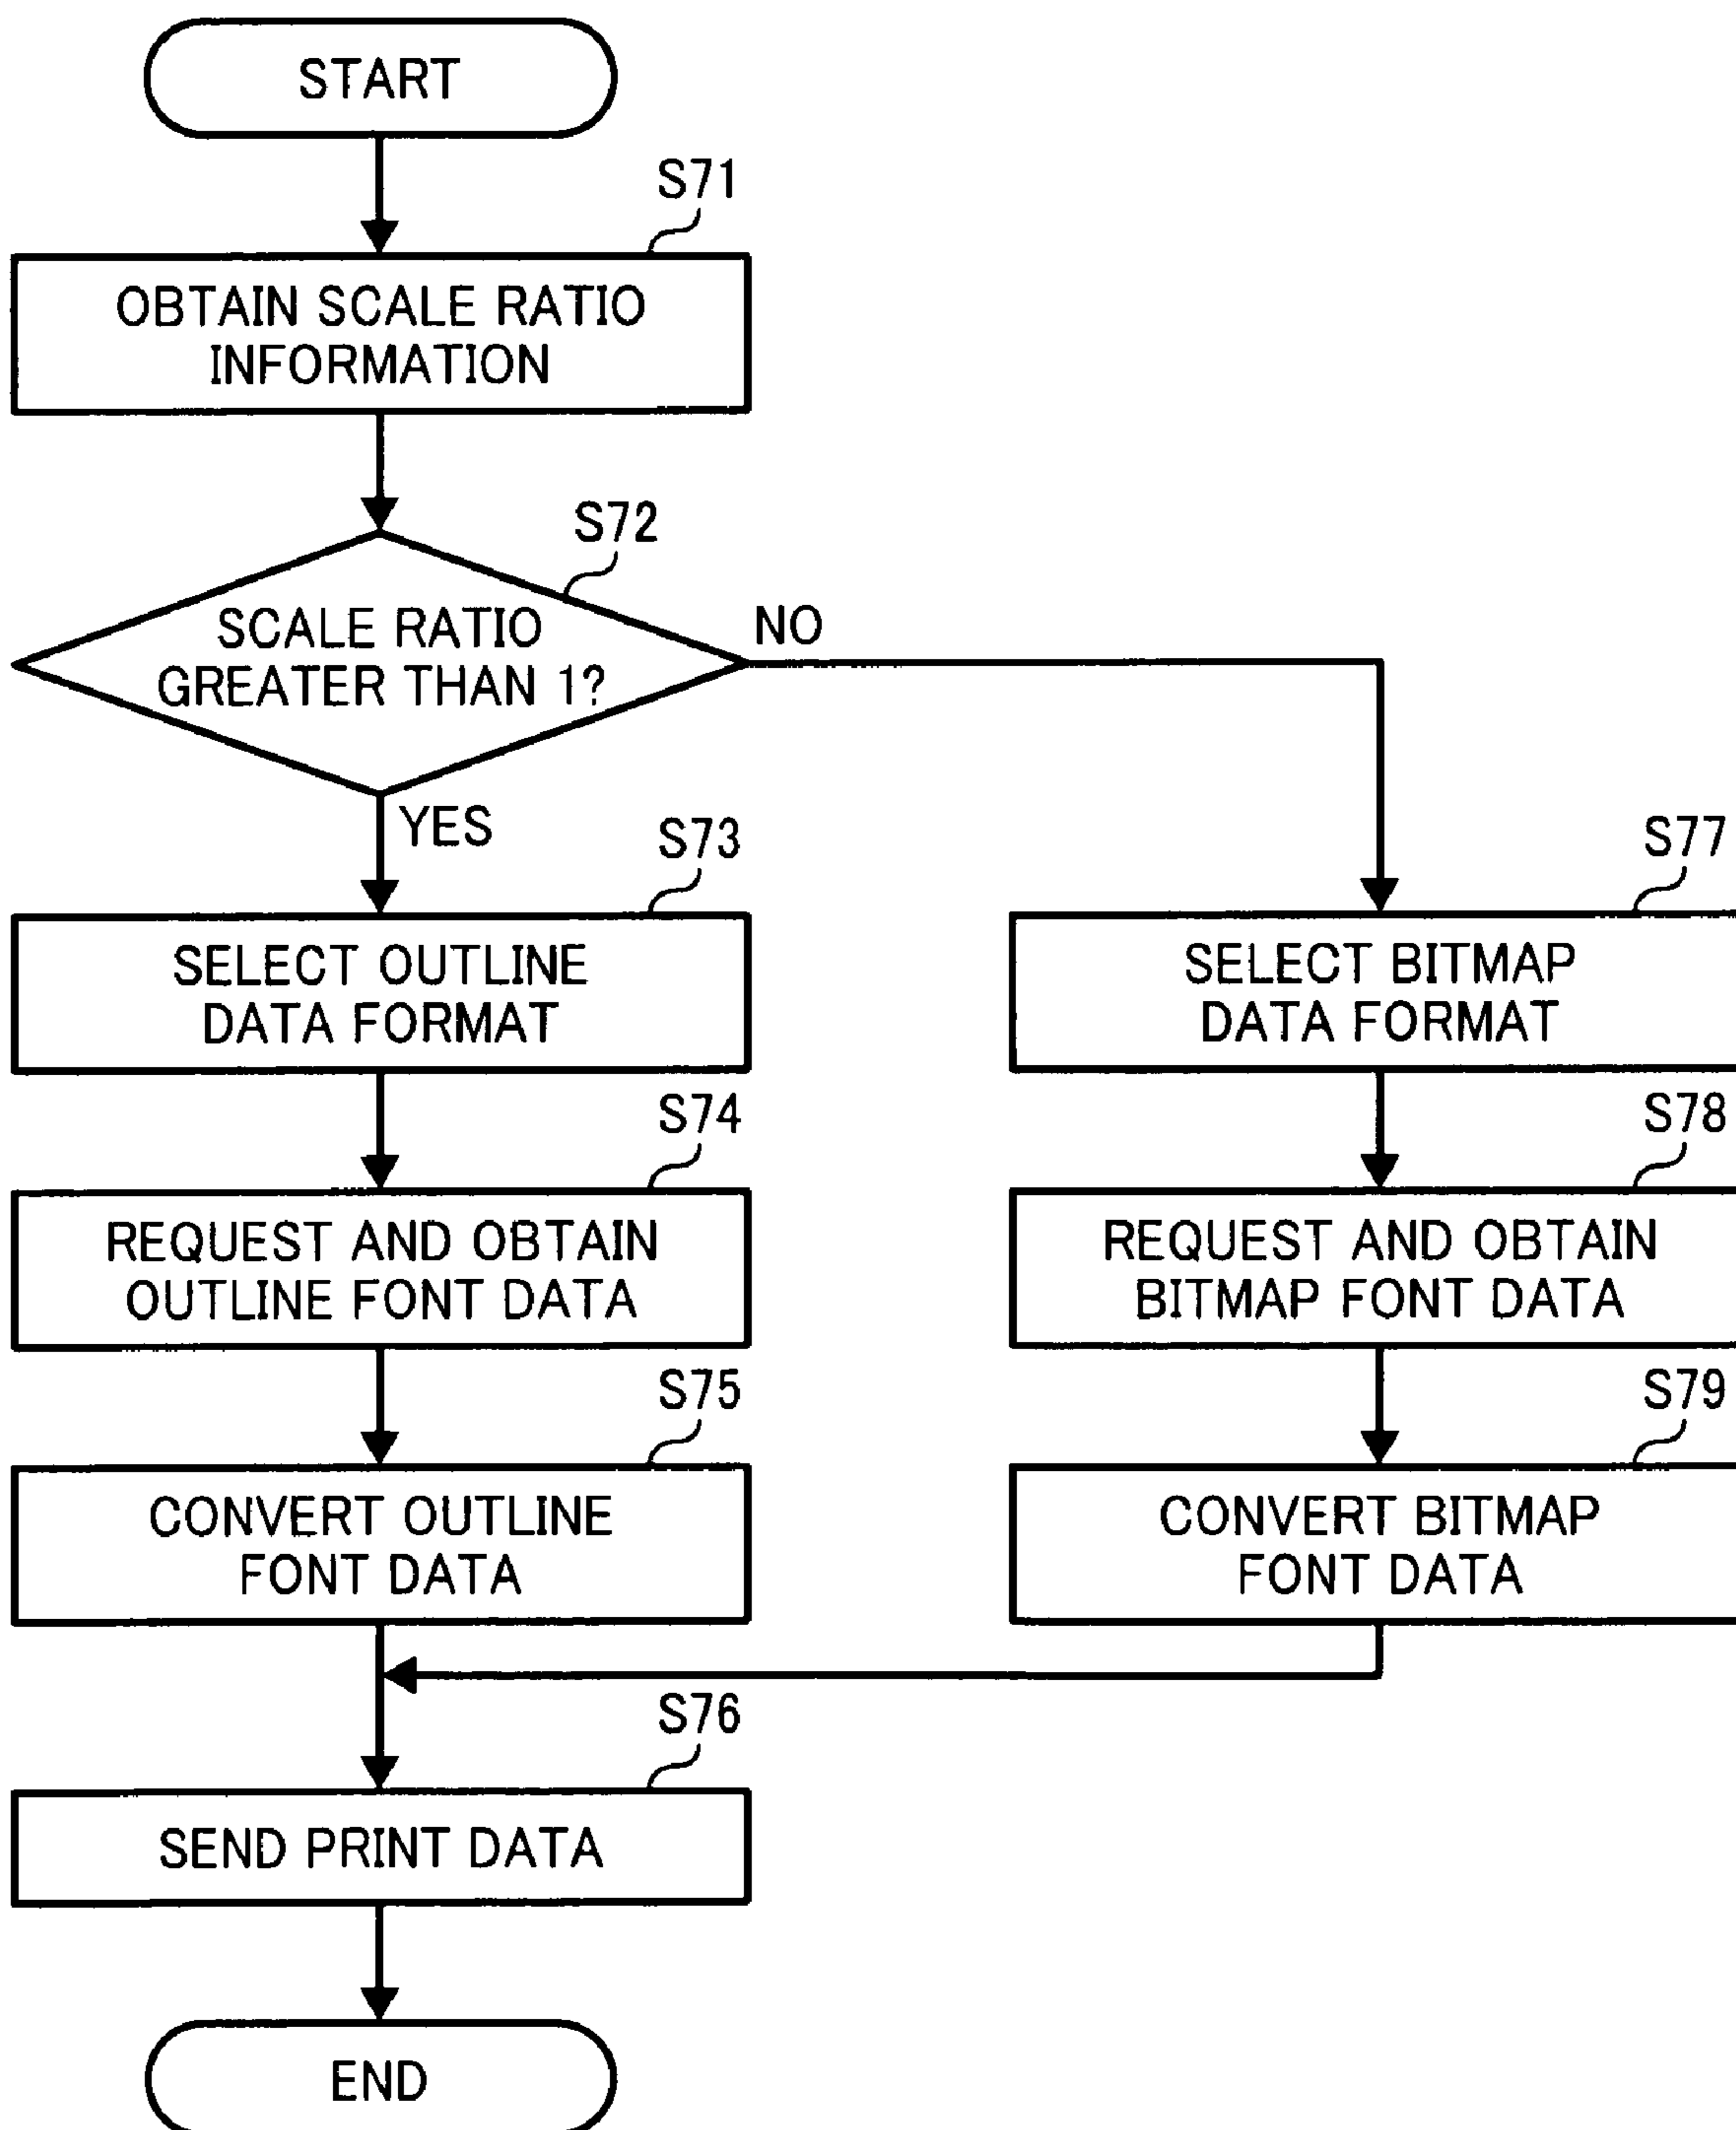 START
S71
OBTAIN SCALE RATIO
INFORMATION
S72
SCALE RATIO
GREATER THAN 1?
NO
YES
S73
SELECT OUTLINE
DATA FORMAT
S77
SELECT BITMAP
DATA FORMAT
S74
REQUEST AND OBTAIN
OUTLINE FONT DATA
S78
REQUEST AND OBTAIN
BITMAP FONT DATA
S75
CONVERT OUTLINE
FONT DATA
S79
CONVERT BITMAP
FONT DATA
S76
SEND PRINT DATA
END